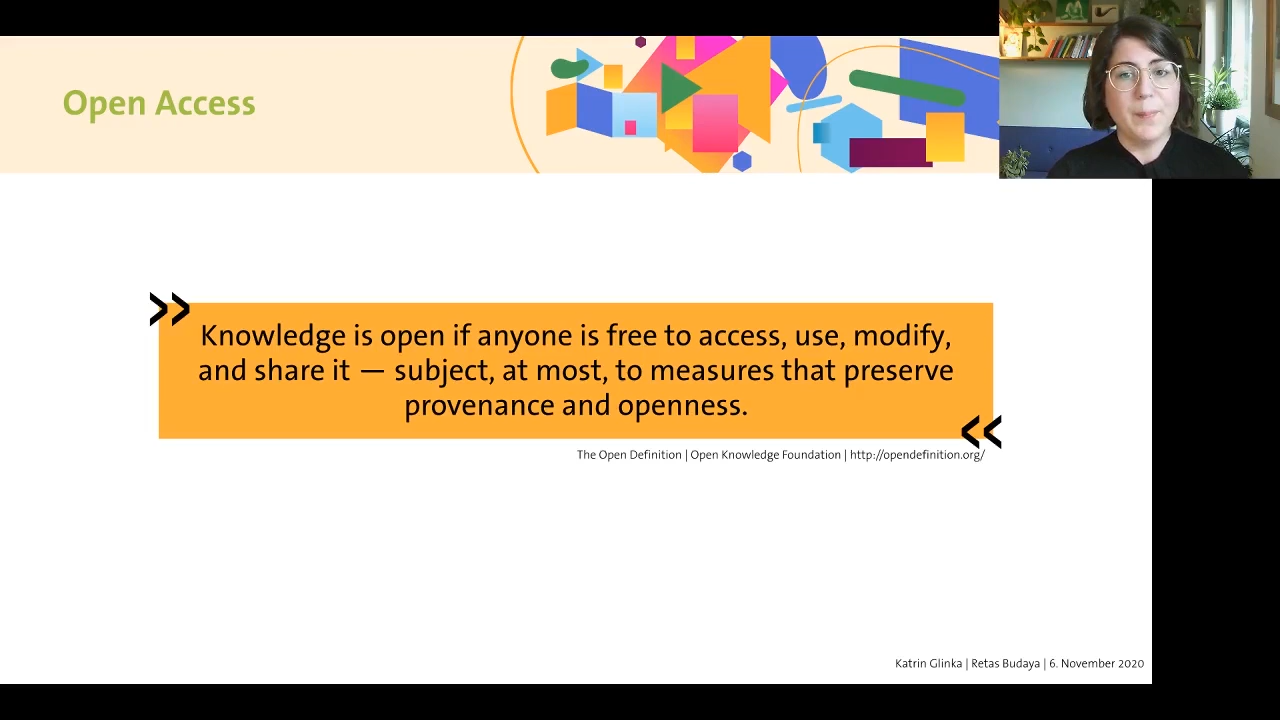 Open Access
»
Knowledge is open if anyone is free to access, use, modify,
and share it — subject, at most, to measures that preserve
provenance and openness.
«
The Open Definition | Open Knowledge Foundation | http://opendefinition.org/
Katrin Glinka | Retas Budaya | 6. November 2020